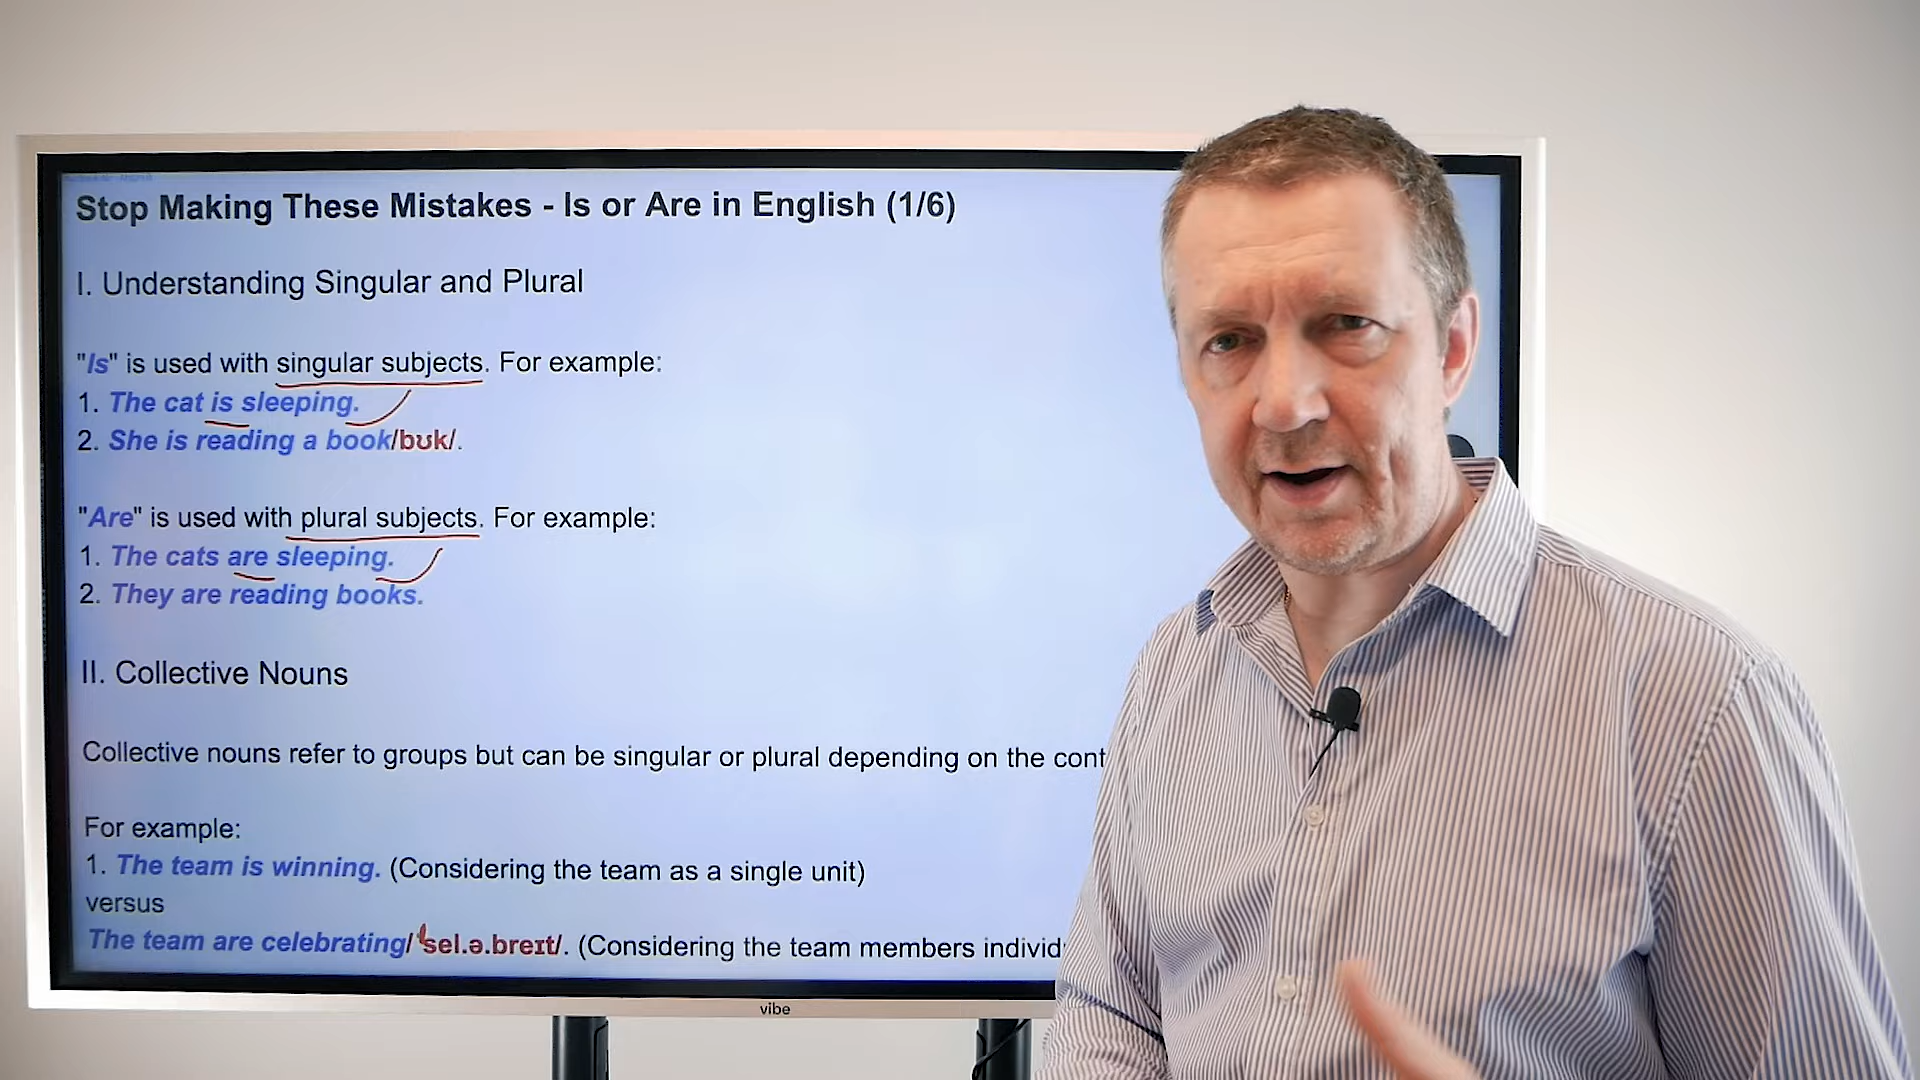 Stop Making These Mistakes - Is or Are in English (1/6)
I. Understanding Singular and Plural
"Is" is used with singular subjects. For example:
1. The cat is sleeping.
2. She is reading a book/bʊk/.
"Are" is used with plural subjects. For example:
1. The cats are sleeping.
2. They are reading books.
II. Collective Nouns
Collective nouns refer to groups but can be singular or plural depending on the cont
For example:
1. The team is winning. (Considering the team as a single unit)
versus
The team are celebrating/ˈsel.ə.breɪt/. (Considering the team members individ
vibe